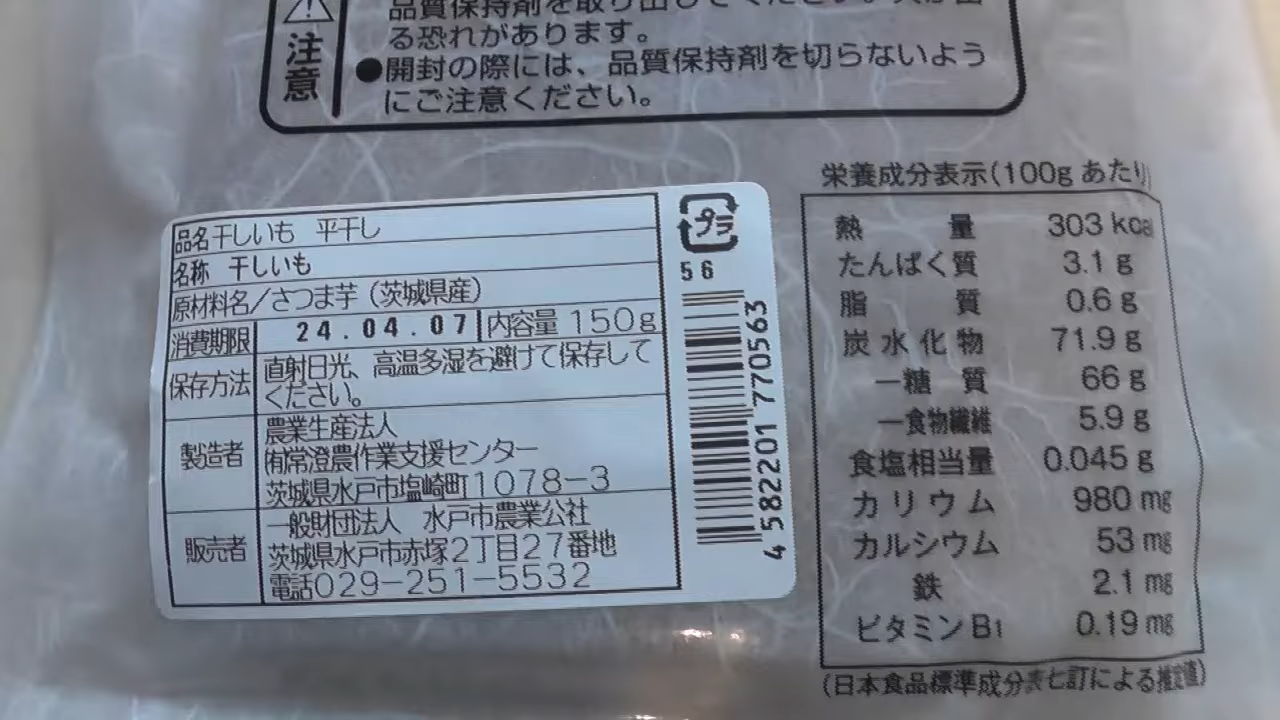 品質保持剤を取り出してください。
る恐れがあります。
注意
●開封の際には、品質保持剤を切らないよう
にご注意ください。
品名 干しいも 平干し
名称 干しいも
原材料名/さつま芋(茨城県産)
消費期限 24.04.07 内容量 150g
保存方法 直射日光、高温多湿を避けて保存して
ください。
製造者 農業生産法人
㈲常澄農作業支援センター
茨城県水戸市塩崎町1078-3
販売者 一般財団法人 水戸市農業公社
茨城県水戸市赤塚2丁目27番地
電話029-251-5532
プラ
56
4582201770563
栄養成分表示(100gあたり)
熱量 303 kcal
たんぱく質 3.1 g
脂質 0.6 g
炭水化物 71.9 g
-糖質 66 g
-食物繊維 5.9 g
食塩相当量 0.045 g
カリウム 980 mg
カルシウム 53 mg
鉄 2.1 mg
ビタミンB1 0.19 mg
(日本食品標準成分表七訂による推定値)